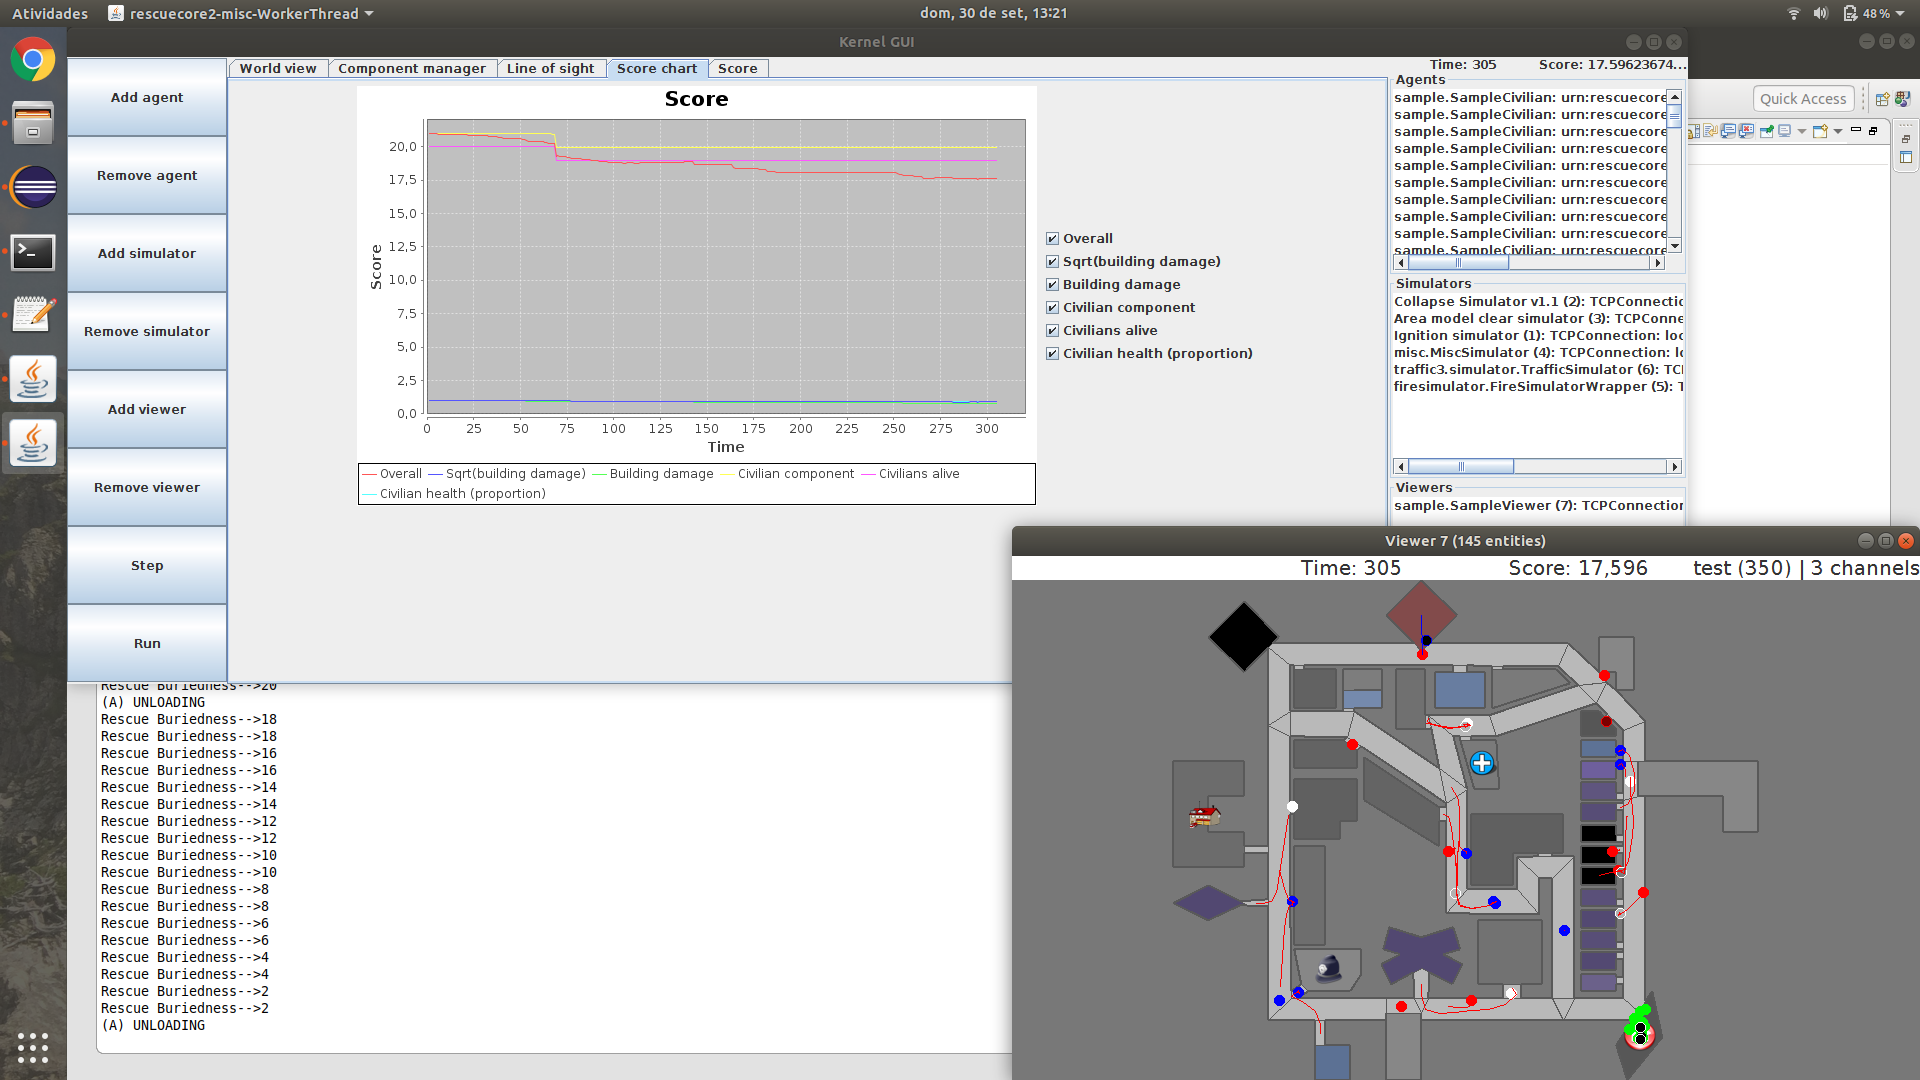 Atividades
rescuecore2-misc-WorkerThread
dom, 30 de set, 13:21
48%
Kernel GUI
Add agent
Remove agent
Add simulator
Remove simulator
Add viewer
Remove viewer
Step
Run
World view
Component manager
Line of sight
Score chart
Score
Time: 305
Score: 17.59623674...
Score
20,0
17,5
15,0
12,5
10,0
7,5
5,0
2,5
0,0
Score
0 25 50 75 100 125 150 175 200 225 250 275 300
Time
Overall Sqrt(building damage) Building damage Civilian component Civilians alive
Civilian health (proportion)
Overall
Sqrt(building damage)
Building damage
Civilian component
Civilians alive
Civilian health (proportion)
Agents
sample.SampleCivilian: urn:rescuecore
sample.SampleCivilian: urn:rescuecore
sample.SampleCivilian: urn:rescuecore
sample.SampleCivilian: urn:rescuecore
sample.SampleCivilian: urn:rescuecore
sample.SampleCivilian: urn:rescuecore
sample.SampleCivilian: urn:rescuecore
sample.SampleCivilian: urn:rescuecore
sample.SampleCivilian: urn:rescuecore
sample.SampleCivilian: urn:rescuecore
Simulators
Collapse Simulator v1.1 (2): TCPConnectic
Area model clear simulator (3): TCPConne
Ignition simulator (1): TCPConnection: loc
misc.MiscSimulator (4): TCPConnection: lo
traffic3.simulator.TrafficSimulator (6): TCI
firesimulator.FireSimulatorWrapper (5): T
Viewers
sample.SampleViewer (7): TCPConnection
Quick Access
Rescue Buriedness-->20
(A) UNLOADING
Rescue Buriedness-->18
Rescue Buriedness-->18
Rescue Buriedness-->16
Rescue Buriedness-->16
Rescue Buriedness-->14
Rescue Buriedness-->14
Rescue Buriedness-->12
Rescue Buriedness-->12
Rescue Buriedness-->10
Rescue Buriedness-->10
Rescue Buriedness-->8
Rescue Buriedness-->8
Rescue Buriedness-->6
Rescue Buriedness-->6
Rescue Buriedness-->4
Rescue Buriedness-->4
Rescue Buriedness-->2
Rescue Buriedness-->2
(A) UNLOADING
Viewer 7 (145 entities)
Time: 305
Score: 17,596
test (350) | 3 channels